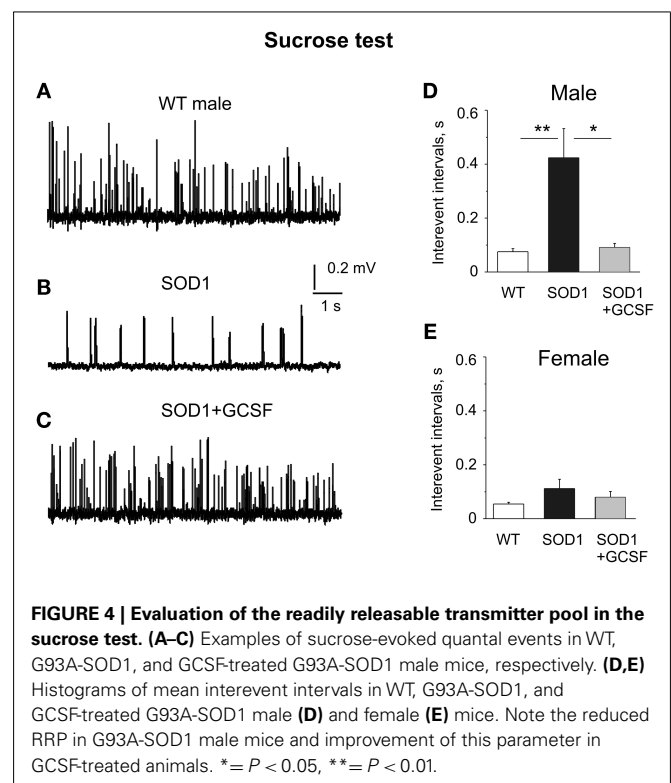 Sucrose test
A
WT male
B
SOD1
0.2 mV
1 s
C
SOD1+GCSF
D
Male
Interevent intervals, s
0.6
0.4
0.2
0
** *
WT SOD1 SOD1
+GCSF
E
Female
Interevent intervals, s
0.6
0.4
0.2
0
WT SOD1 SOD1
+GCSF
FIGURE 4 | Evaluation of the readily releasable transmitter pool in the
sucrose test. (A–C) Examples of sucrose-evoked quantal events in WT,
G93A-SOD1, and GCSF-treated G93A-SOD1 male mice, respectively. (D,E)
Histograms of mean interevent intervals in WT, G93A-SOD1, and
GCSF-treated G93A-SOD1 male (D) and female (E) mice. Note the reduced
RRP in G93A-SOD1 male mice and improvement of this parameter in
GCSF-treated animals. *= P < 0.05, **= P < 0.01.